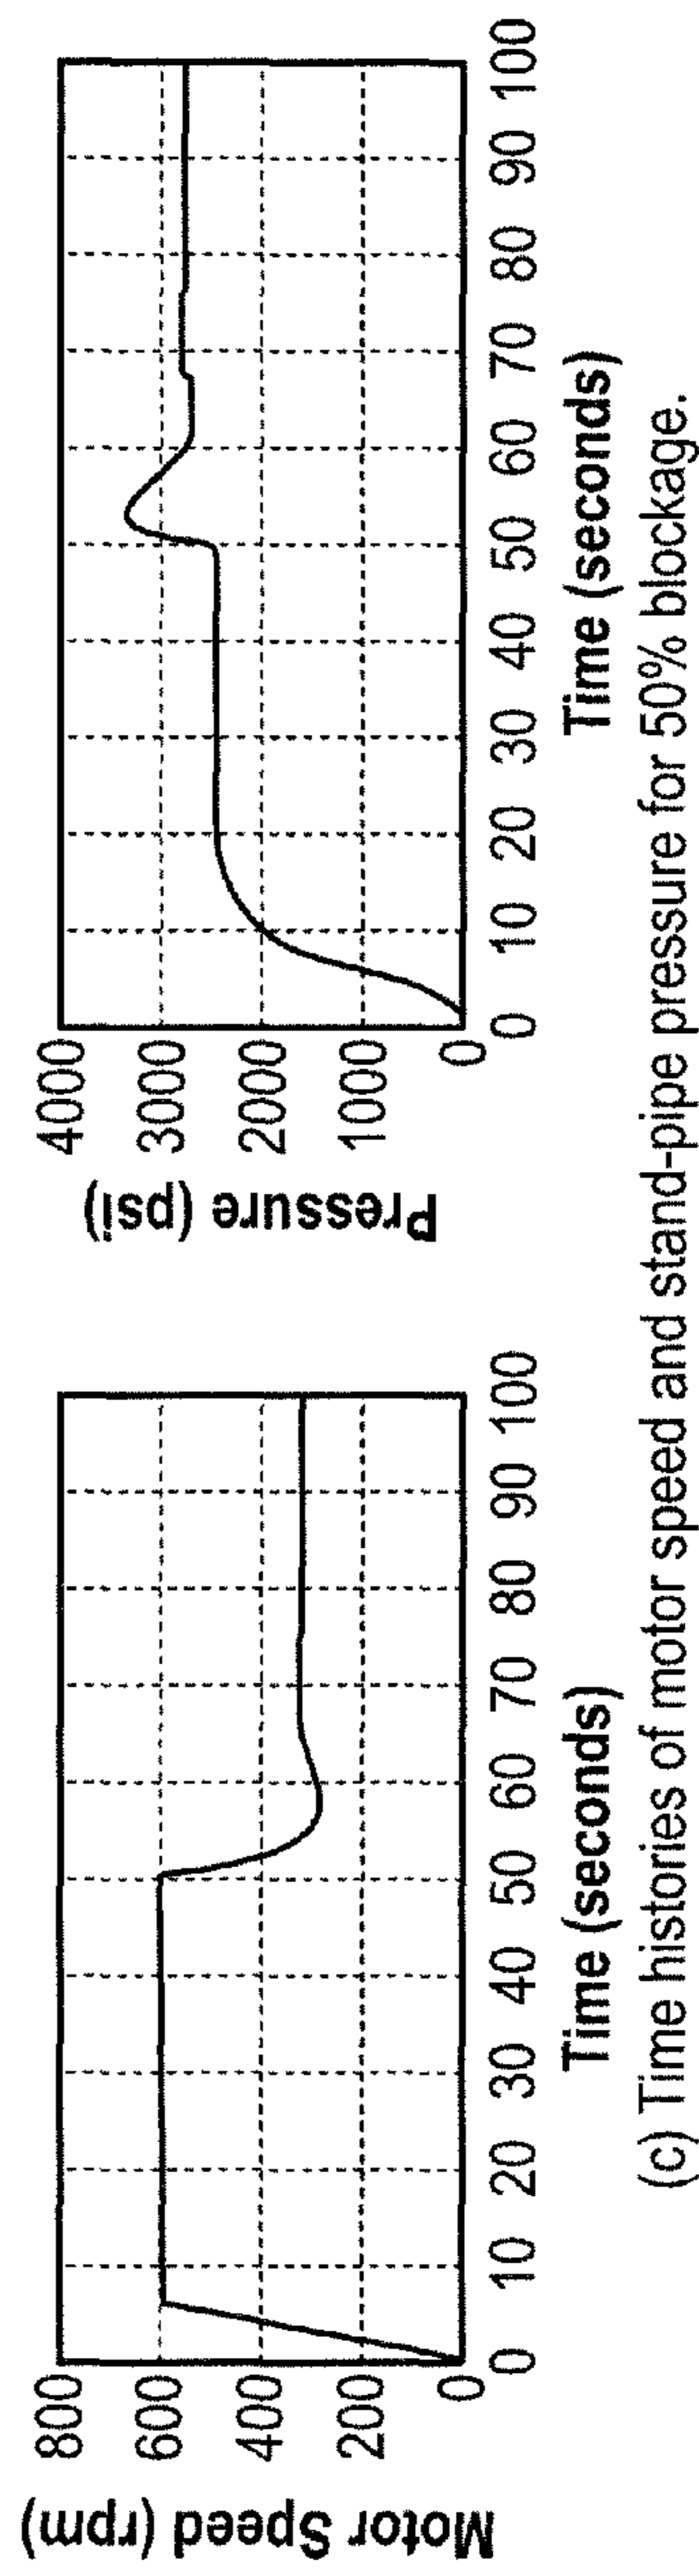 Motor Speed (rpm)
800
600
400
200
0
0 10 20 30 40 50 60 70 80 90 100
Time (seconds)
Pressure (psi)
4000
3000
2000
1000
0
0 10 20 30 40 50 60 70 80 90 100
Time (seconds)
(c) Time histories of motor speed and stand-pipe pressure for 50% blockage.